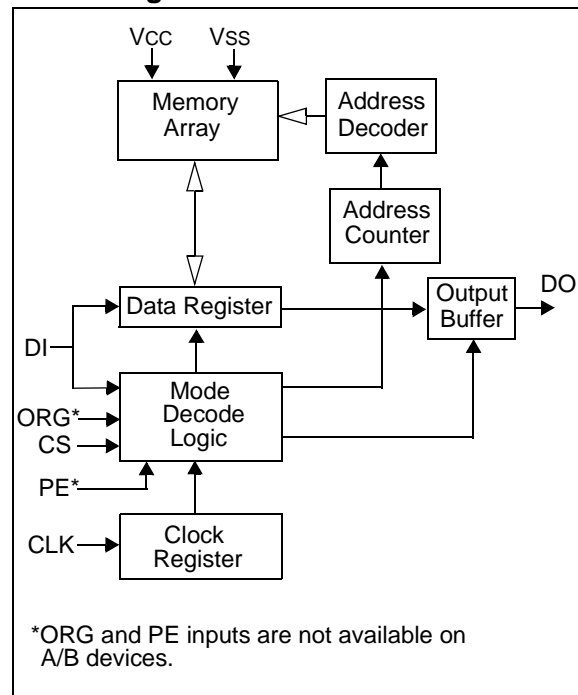 VCC
VSS
Memory
Array
Address
Decoder
Address
Counter
Data Register
Output
Buffer
DO
DI
Mode
Decode
Logic
ORG*
CS
PE*
CLK
Clock
Register
*ORG and PE inputs are not available on
A/B devices.